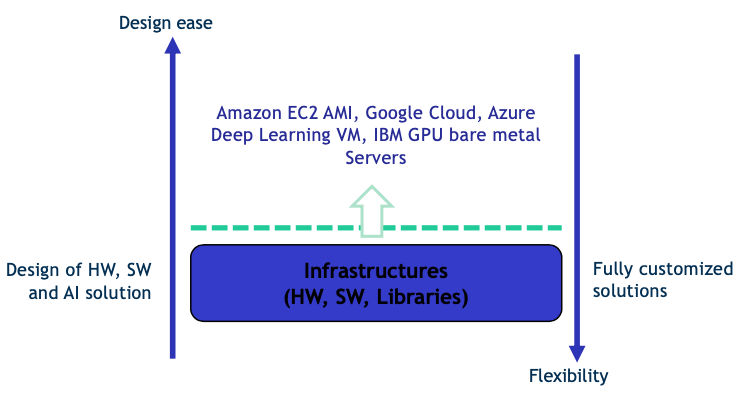 Design ease
Amazon EC2 AMI, Google Cloud, Azure
Deep Learning VM, IBM GPU bare metal
Servers
Design of HW, SW
and AI solution
Infrastructures
(HW, SW, Libraries)
Fully customized
solutions
Flexibility